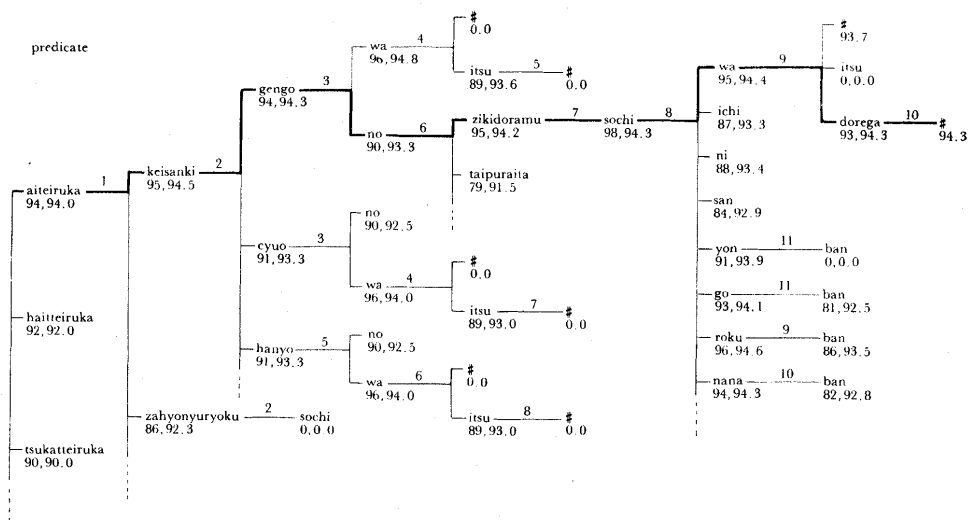 predicate
#
0.0
wa 4
96,94.8
itsu 5
89,93.6
#
0.0
gengo 3
94,94.3
no 6
90,93.3
zikidoramu 7
95,94.2
sochi 8
98,94.3
wa 9
95,94.4
#
93.7
itsu
0,0.0
dorega 10
93,94.3
#
94.3
ichi
87,93.3
ni
88,93.4
san
84,92.9
taipuraita
79,91.5
keisanki 2
95,94.5
aiteiruka 1
94,94.0
cyuo 3
91,93.3
no
90,92.5
wa 4
96,94.0
#
0.0
itsu 7
89,93.0
#
0.0
yon 11
91,93.9
ban
0,0.0
go 11
93,94.1
ban
81,92.5
roku 9
96,94.6
ban
86,93.5
nana 10
94,94.3
ban
82,92.8
haitteiruka
92,92.0
hanyo 5
91,93.3
no
90,92.5
wa 6
96,94.0
#
0.0
itsu 8
89,93.0
#
0.0
zahyonyuryoku 2
86,92.3
sochi
0,0.0
tsukatteiruka
90,90.0